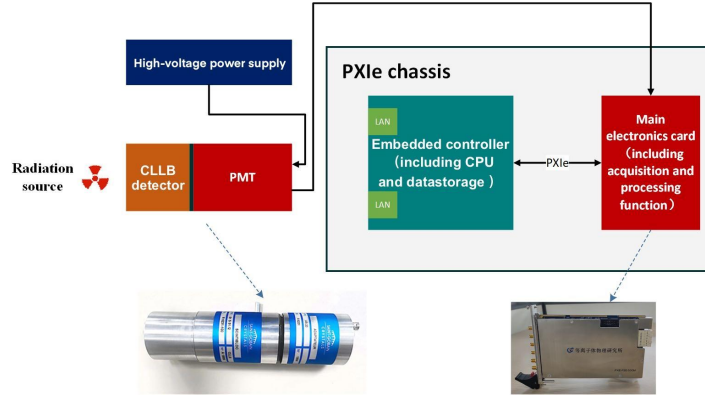 High-voltage power supply
PXIe chassis
LAN
Embedded controller
（including CPU
and datastorage ）
LAN
PXIe
Main
electronics card
（including
acquisition and
processing
function）
Radiation
source
CLLB
detector
PMT